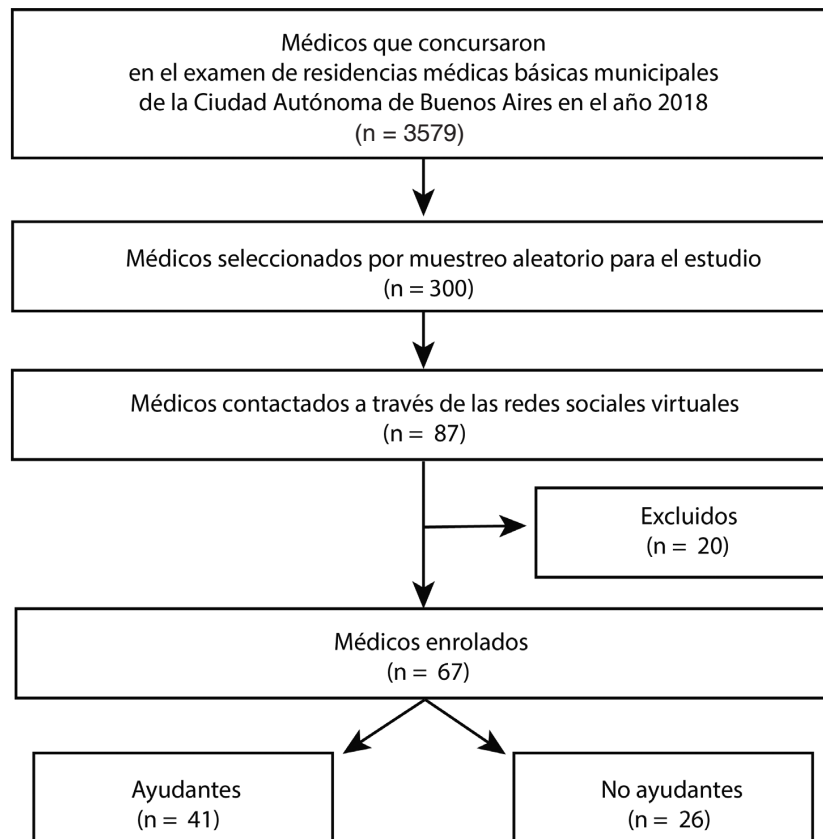 Médicos que concursaron
en el examen de residencias médicas básicas municipales
de la Ciudad Autónoma de Buenos Aires en el año 2018
(n = 3579)
Médicos seleccionados por muestreo aleatorio para el estudio
(n = 300)
Médicos contactados a través de las redes sociales virtuales
(n = 87)
Excluidos
(n = 20)
Médicos enrolados
(n = 67)
Ayudantes
(n = 41)
No ayudantes
(n = 26)